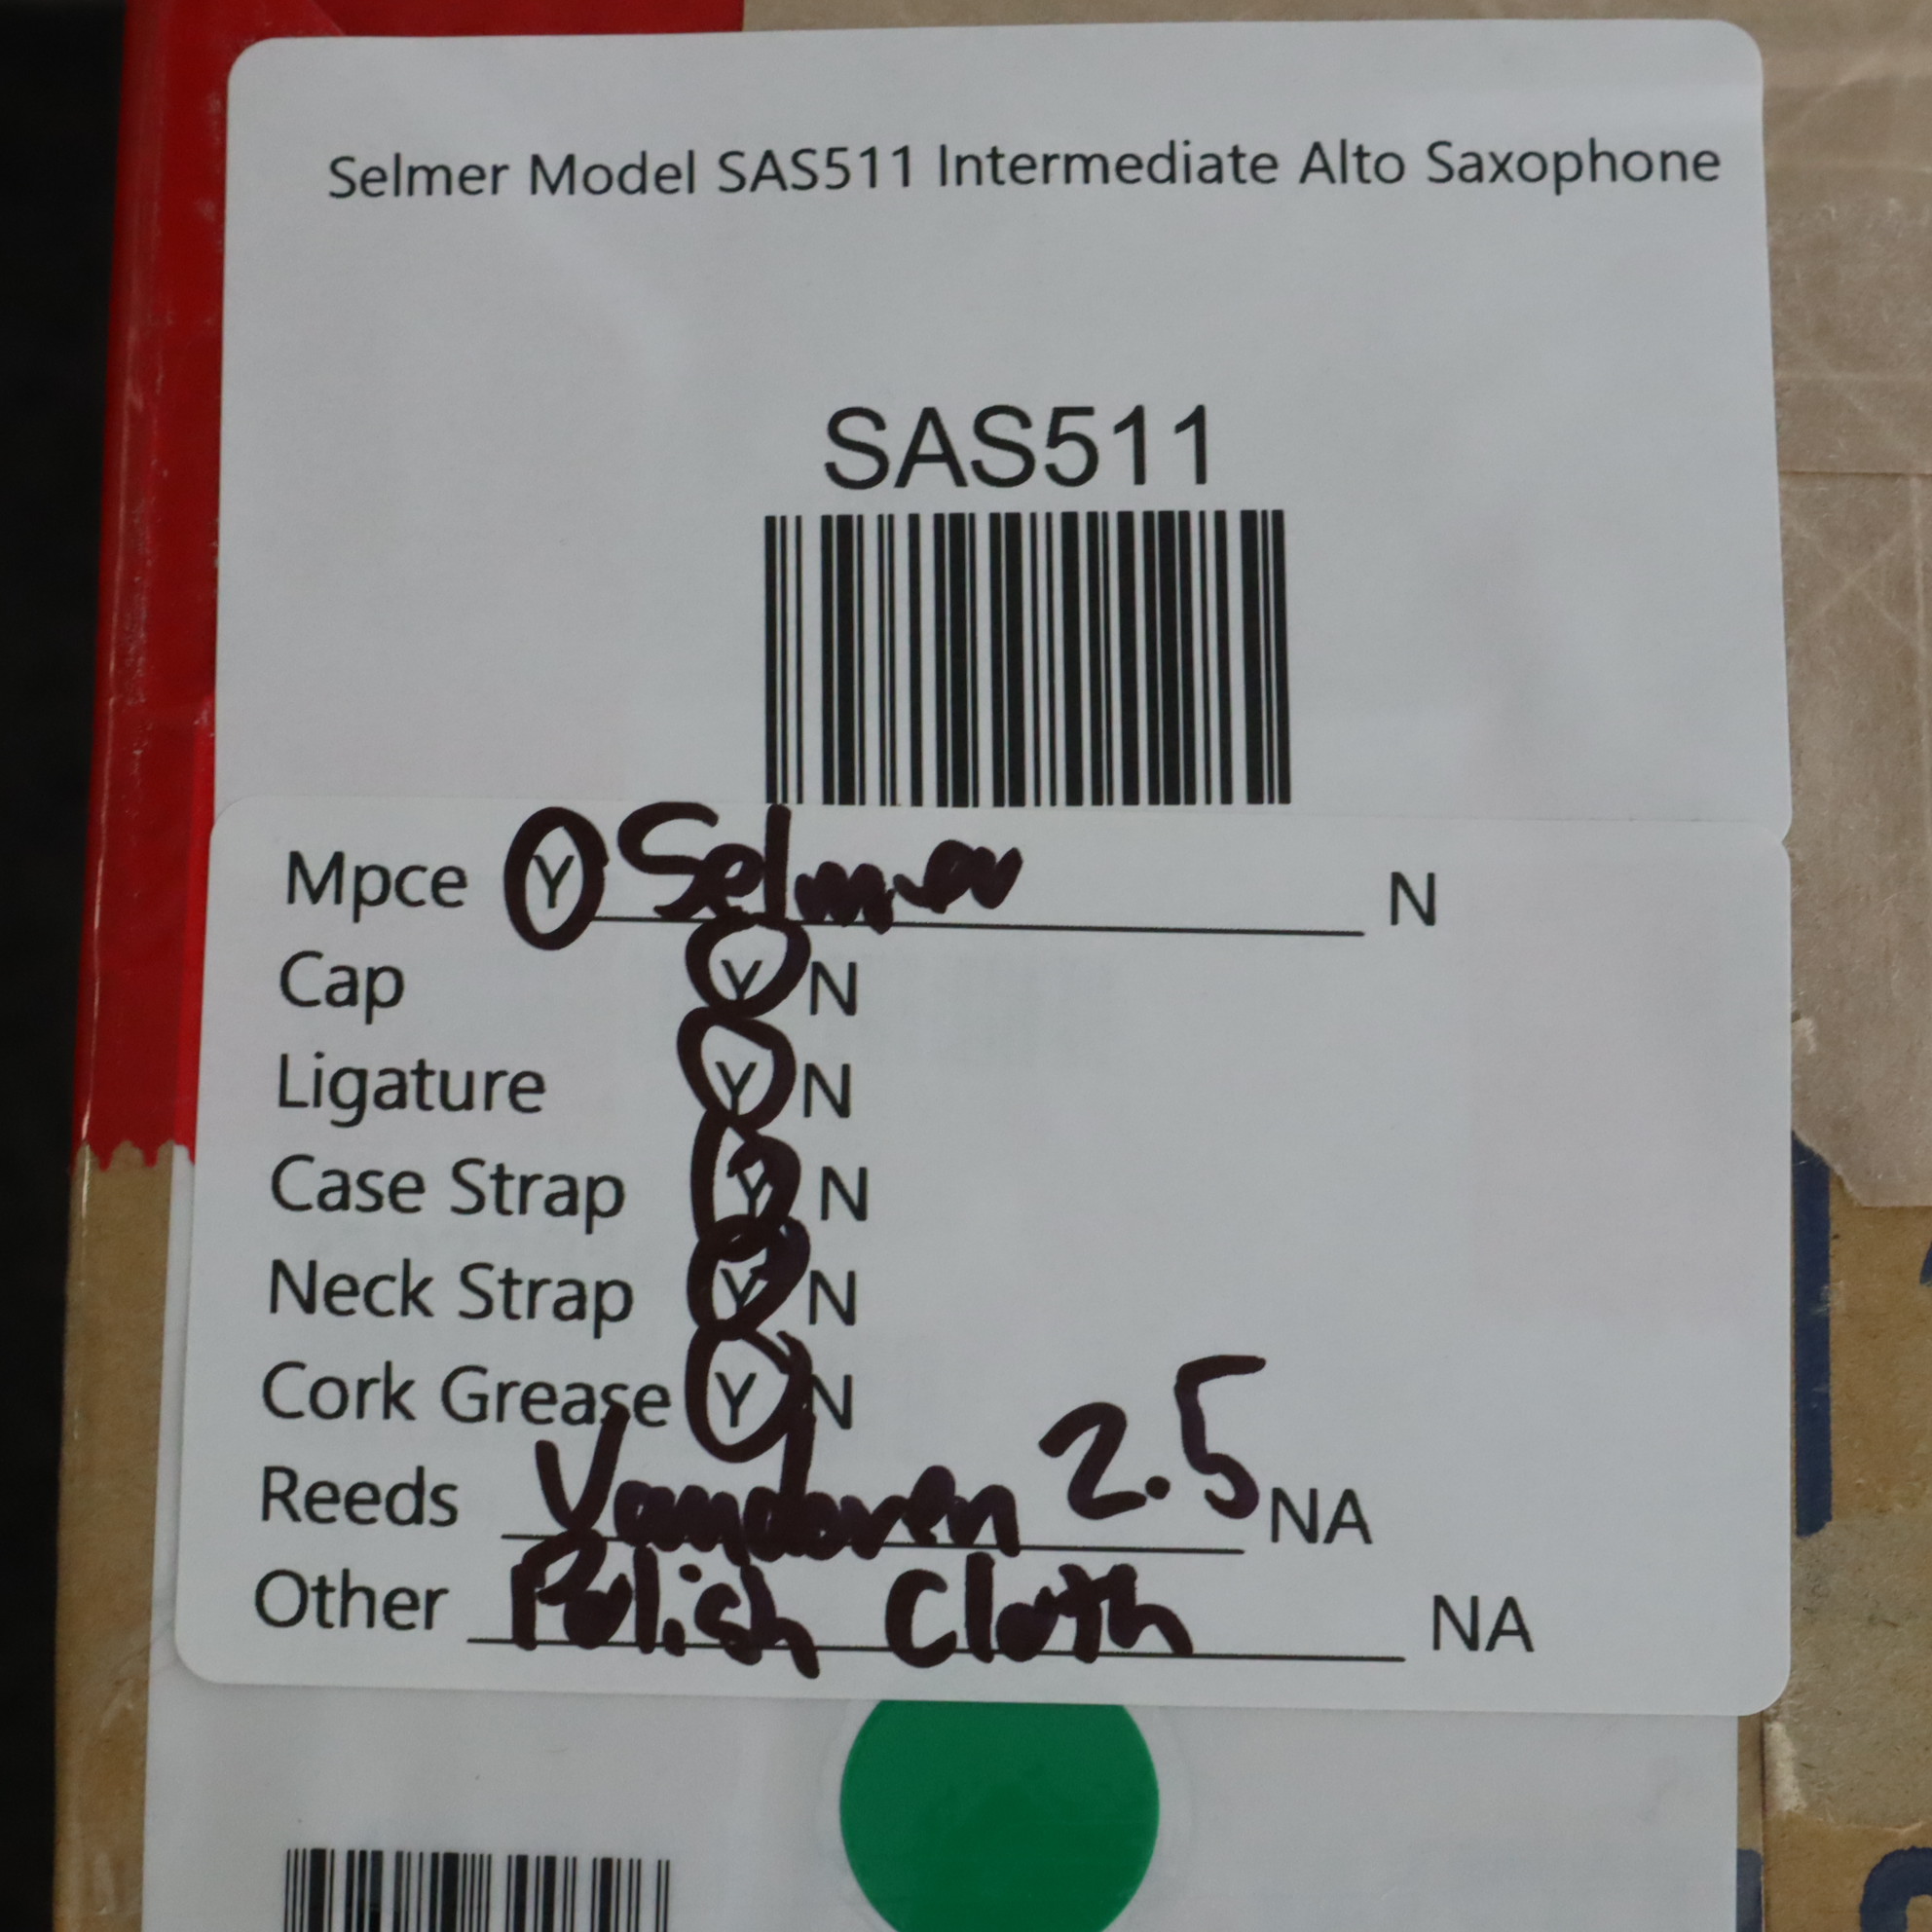 Selmer Model SAS511 Intermediate Alto Saxophone
SAS511
Mpce Y Selmer N
Cap Y N
Ligature Y N
Case Strap Y N
Neck Strap Y N
Cork Grease Y N
Reeds Vandoren 2.5 NA
Other Polish Cloth NA